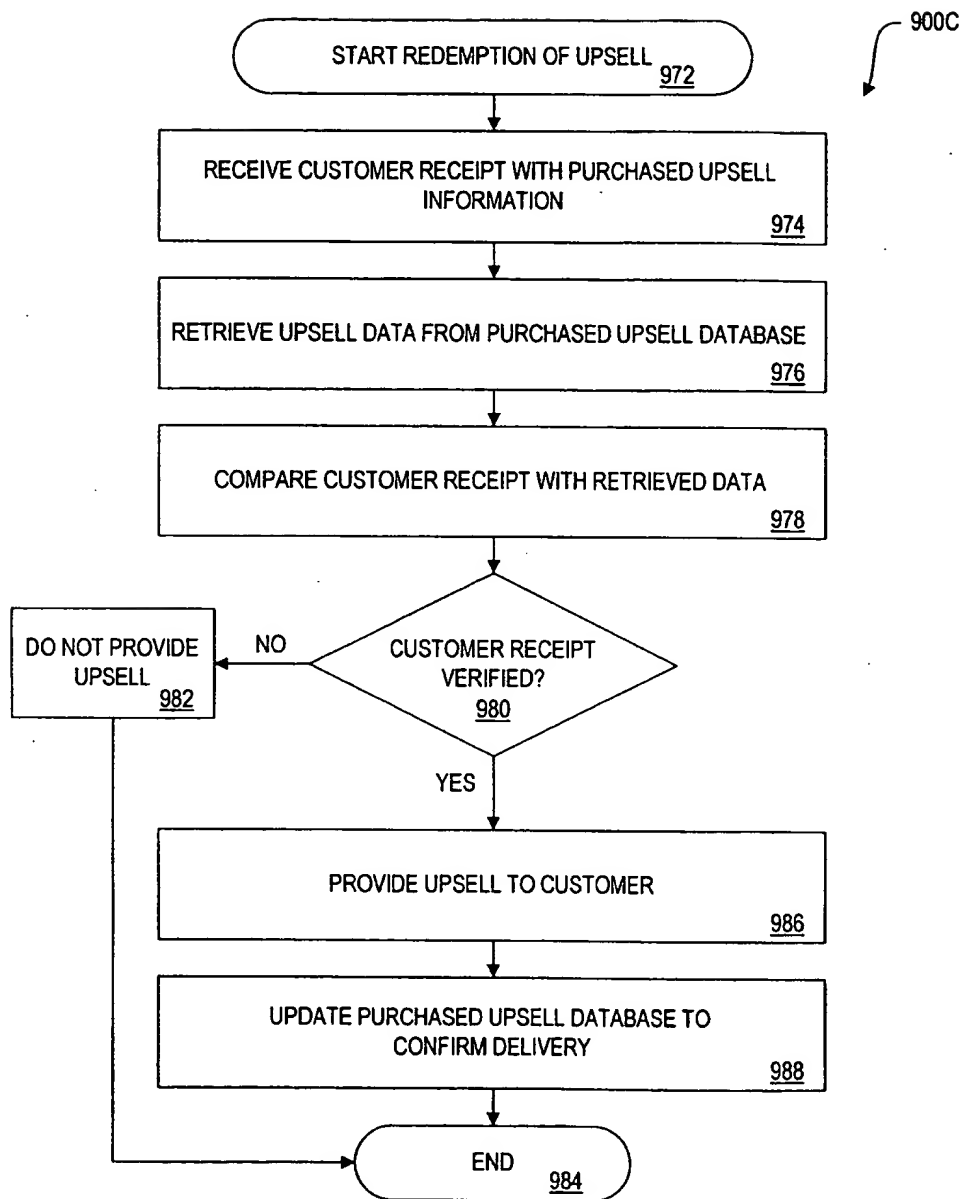 900C
START REDEMPTION OF UPSELL
972
RECEIVE CUSTOMER RECEIPT WITH PURCHASED UPSELL
INFORMATION
974
RETRIEVE UPSELL DATA FROM PURCHASED UPSELL DATABASE
976
COMPARE CUSTOMER RECEIPT WITH RETRIEVED DATA
978
CUSTOMER RECEIPT
VERIFIED?
980
NO
DO NOT PROVIDE
UPSELL
982
YES
PROVIDE UPSELL TO CUSTOMER
986
UPDATE PURCHASED UPSELL DATABASE TO
CONFIRM DELIVERY
988
END
984